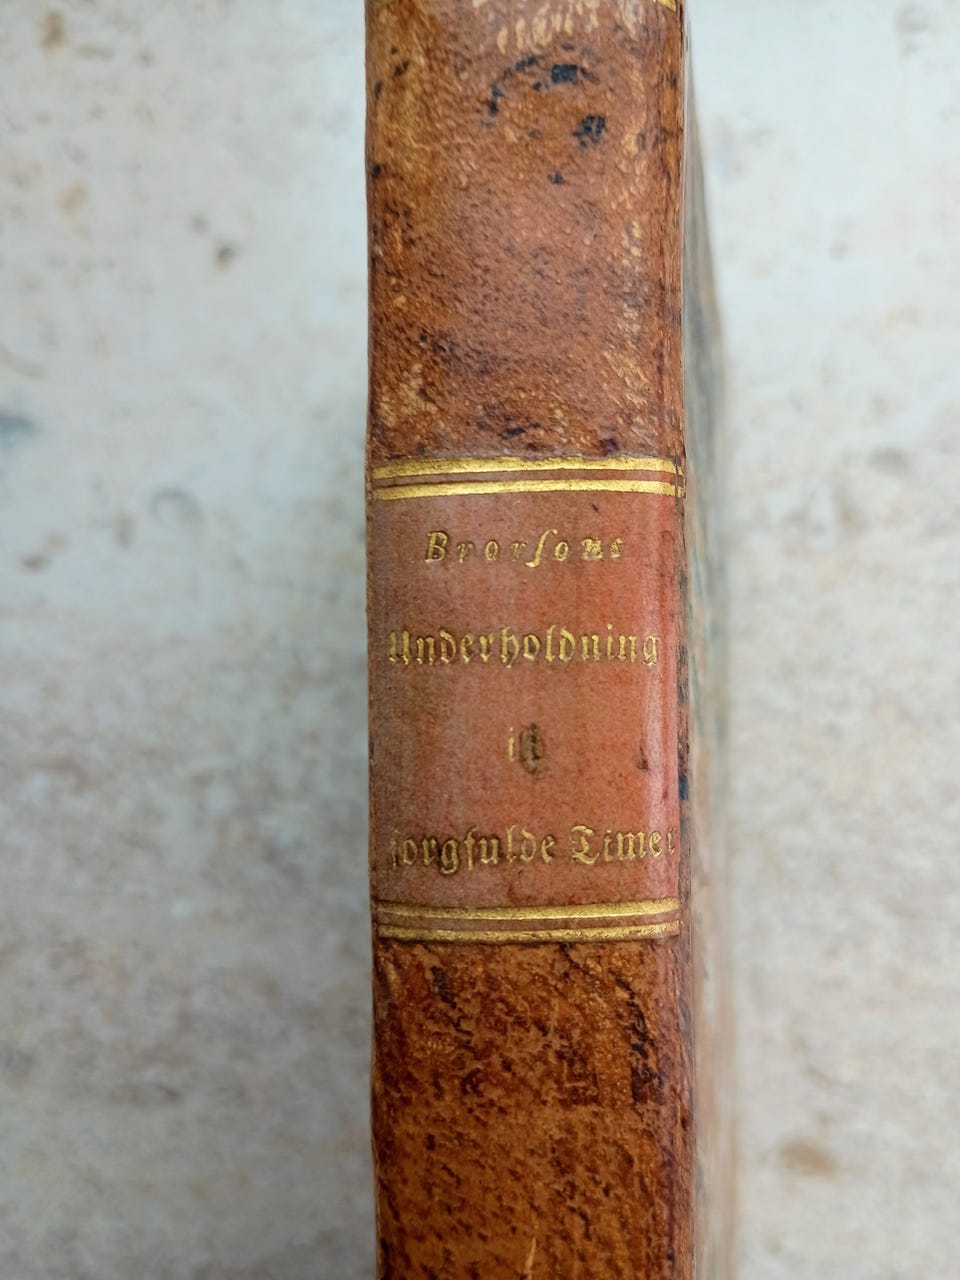 Brorſons
Underholdning
i
ſorgfulde Timer